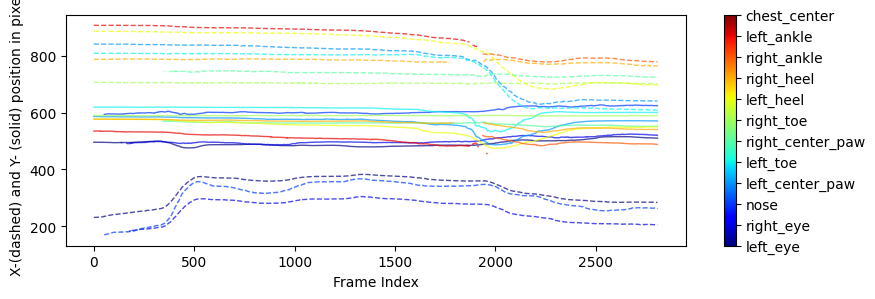 X-(dashed) and Y- (solid) position in pixe
800
600
400
200
0
500
1000
1500
2000
2500
Frame Index
chest_center
left_ankle
right_ankle
right_heel
left_heel
right_toe
right_center_paw
left_toe
left_center_paw
nose
right_eye
left_eye